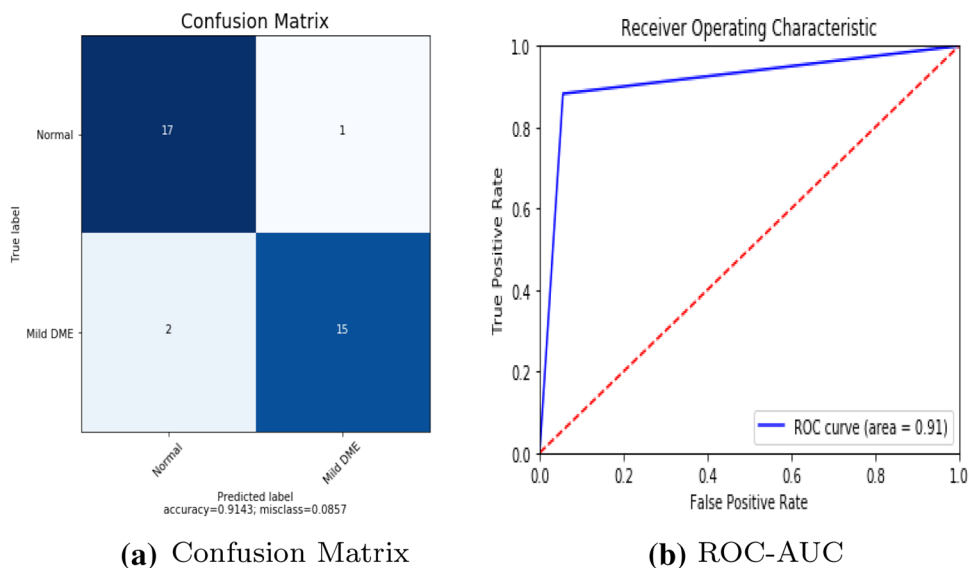 Confusion Matrix
Normal
17
1
Mild DME
2
15
True label
Normal
Mild DME
Predicted label
accuracy=0.9143; misclass=0.0857
(a) Confusion Matrix
Receiver Operating Characteristic
1.0
0.8
0.6
0.4
0.2
0.0
True Positive Rate
ROC curve (area = 0.91)
0.0
0.2
0.4
0.6
0.8
1.0
False Positive Rate
(b) ROC-AUC